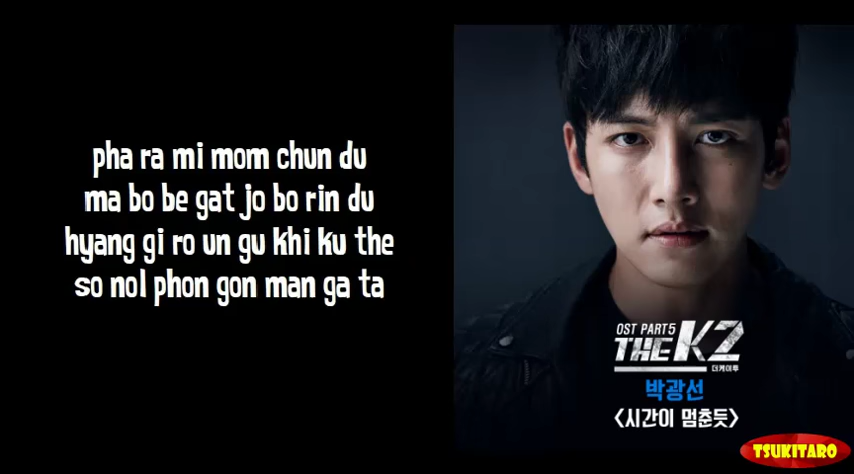 pha ra mi mom chun du
ma bo be gat jo bo rin du
hyang gi ro un gu khi ku the
so nol phon gon man ga ta
OST PART5
THE K2
더케이투
박광선
<시간이 멈춘듯>
TSUKITARO